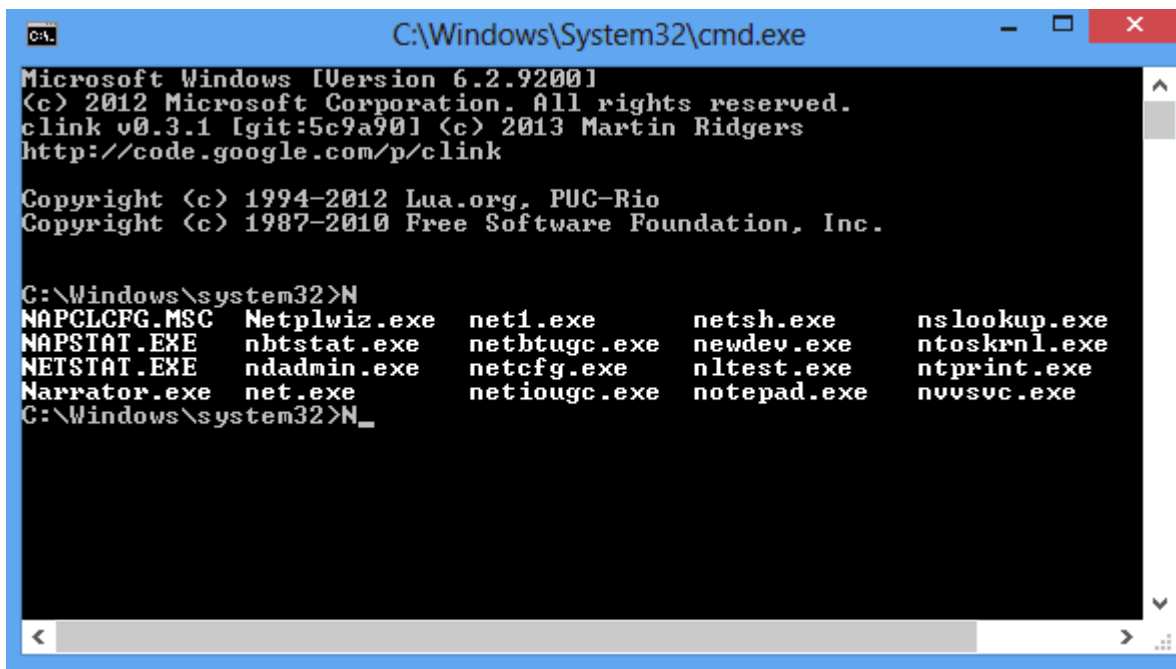 C:\Windows\System32\cmd.exe
Microsoft Windows [Version 6.2.9200]
(c) 2012 Microsoft Corporation. All rights reserved.
clink v0.3.1 [git:5c9a90] (c) 2013 Martin Ridgers
http://code.google.com/p/clink
Copyright (c) 1994-2012 Lua.org, PUC-Rio
Copyright (c) 1987-2010 Free Software Foundation, Inc.
C:\Windows\system32>N
NAPCLCFG.MSC Netplwiz.exe net1.exe netsh.exe nslookup.exe
NAPSTAT.EXE nbtstat.exe netbtugc.exe newdev.exe ntoskrnl.exe
NETSTAT.EXE ndadmin.exe netcfg.exe nltest.exe ntprint.exe
Narrator.exe net.exe netiougc.exe notepad.exe nvvsvc.exe
C:\Windows\system32>N_